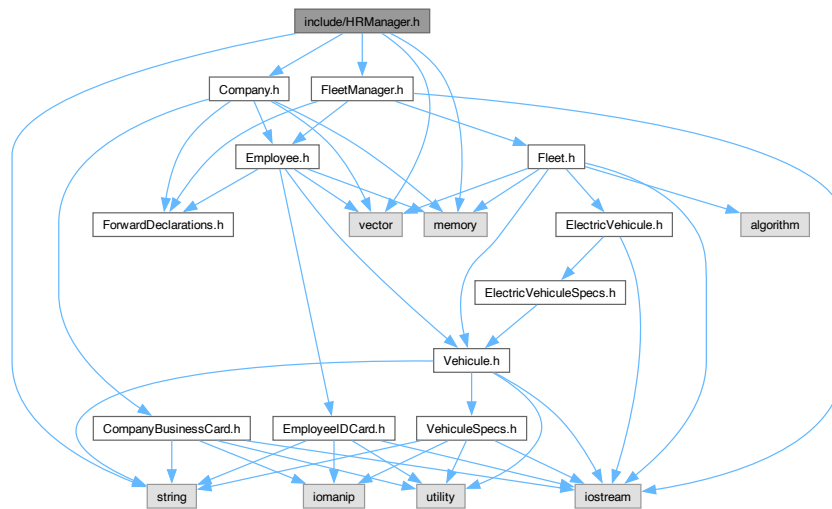 include/HRManager.h
Company.h
FleetManager.h
Employee.h
Fleet.h
ForwardDeclarations.h
vector
memory
ElectricVehicule.h
algorithm
ElectricVehiculeSpecs.h
Vehicule.h
CompanyBusinessCard.h
EmployeeIDCard.h
VehiculeSpecs.h
string
iomanip
utility
iostream